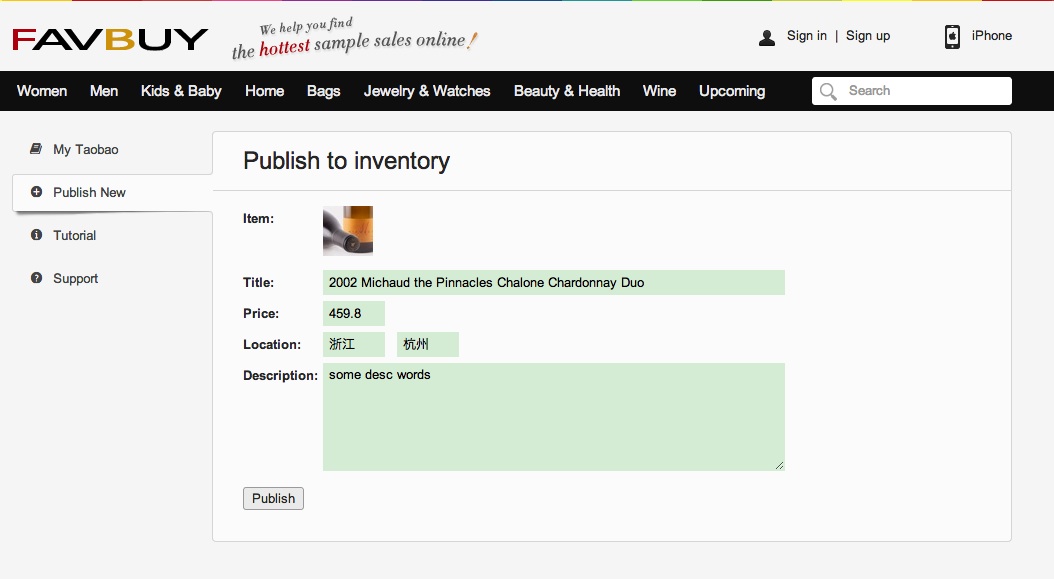 FAVBUY
We help you find
the hottest sample sales online!
Sign in | Sign up
iPhone
Women Men Kids & Baby Home Bags Jewelry & Watches Beauty & Health Wine Upcoming
Search
My Taobao
Publish New
Tutorial
Support
Publish to inventory
Item:
Title: 2002 Michaud the Pinnacles Chalone Chardonnay Duo
Price: 459.8
Location: 浙江 杭州
Description: some desc words
Publish